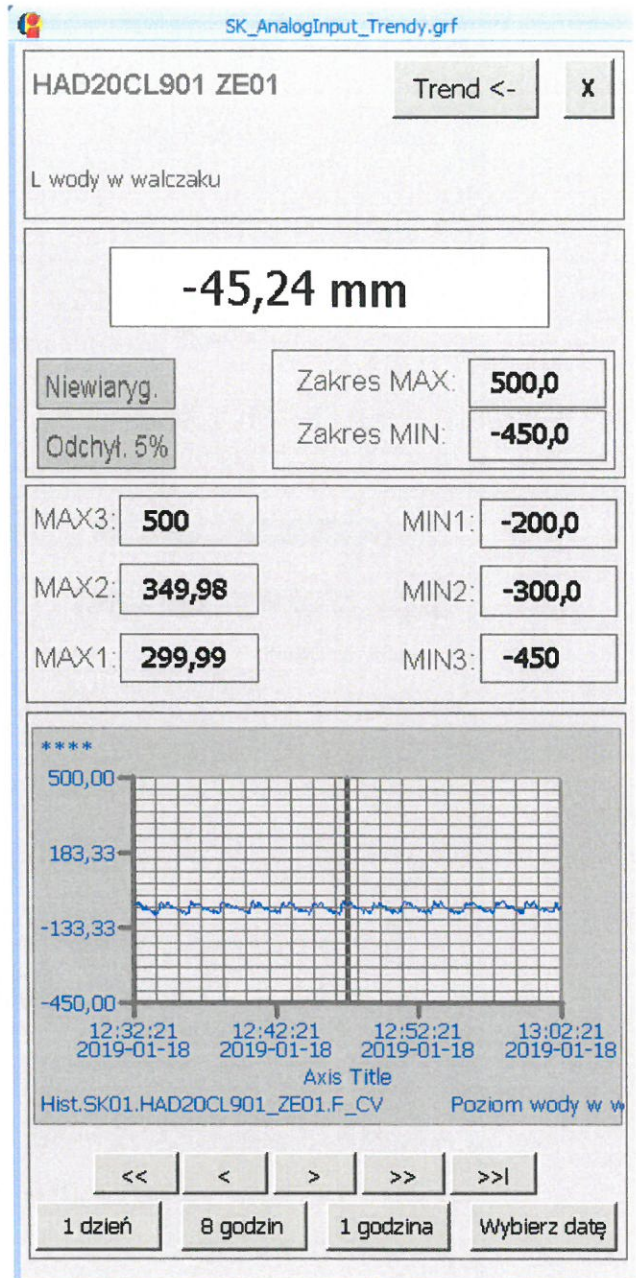 SK_AnalogInput_Trendy.grf
HAD20CL901 ZE01
Trend <-
X
L wody w walczaku
-45,24 mm
Niewiaryg.
Zakres MAX: 500,0
Odchył. 5%
Zakres MIN: -450,0
MAX3: 500
MIN1: -200,0
MAX2: 349,98
MIN2: -300,0
MAX1: 299,99
MIN3: -450
****
500,00
183,33
-133,33
-450,00
12:32:21 12:42:21 12:52:21 13:02:21
2019-01-18 2019-01-18 2019-01-18 2019-01-18
Axis Title
Hist.SK01.HAD20CL901_ZE01.F_CV Poziom wody w w
<< < > >> >>|
1 dzień 8 godzin 1 godzina Wybierz datę